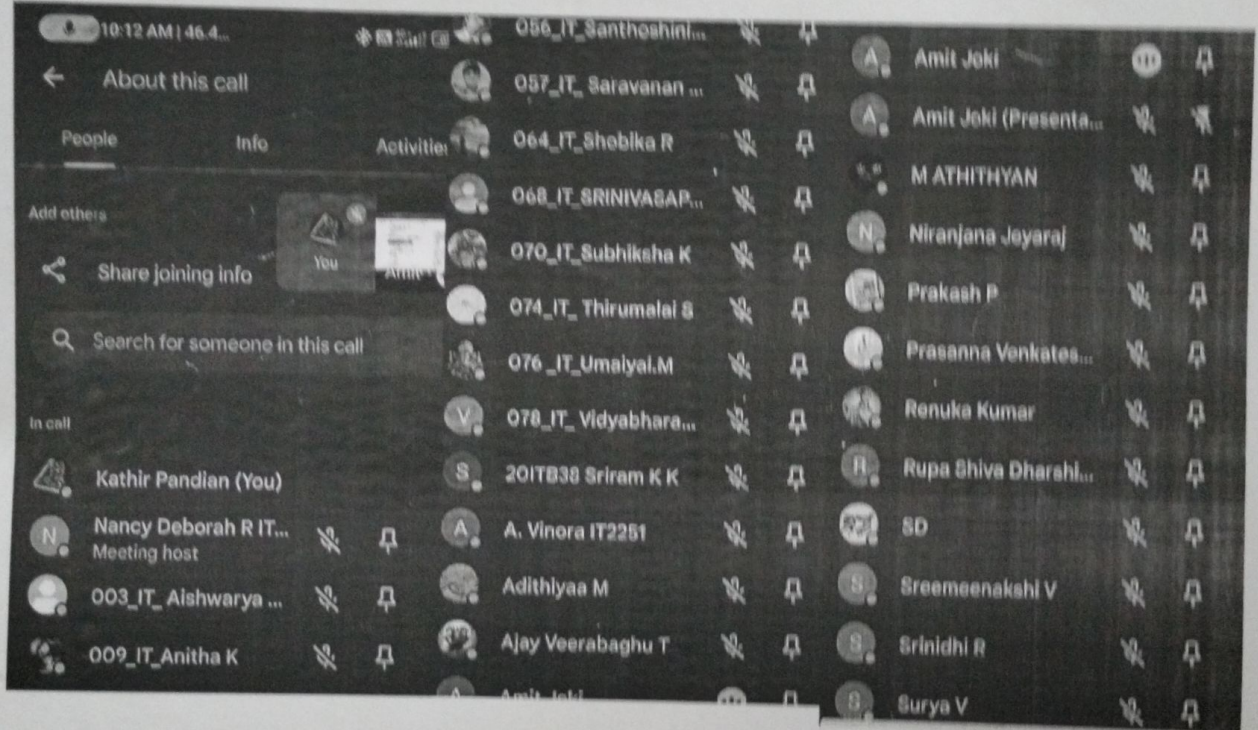 10:12 AM | 46.4...
About this call
People Info Activities
Add others
You
Share joining info
Search for someone in this call
In call
Kathir Pandian (You)
N
Nancy Deborah R IT...
Meeting host
003_IT_ Aishwarya ...
009_IT_Anitha K
056_IT_Santhoshini...
057_IT_ Saravanan ...
064_IT_Shobika R
068_IT_SRINIVASAP...
070_IT_Subhiksha K
074_IT_ Thirumalai S
076 _IT_Umaiyal.M
V 078_IT_ Vidyabhara...
S 20ITB38 Sriram K K
A A. Vinora IT2251
Adithiyaa M
Ajay Veerabaghu T
A Amit Joki
A Amit Joki
A Amit Joki (Presenta...
M ATHITHYAN
N Niranjana Jeyaraj
Prakash P
Prasanna Venkates...
Renuka Kumar
R Rupa Shiva Dharshi...
SD
S Sreemeenakshi V
S Srinidhi R
S Surya V